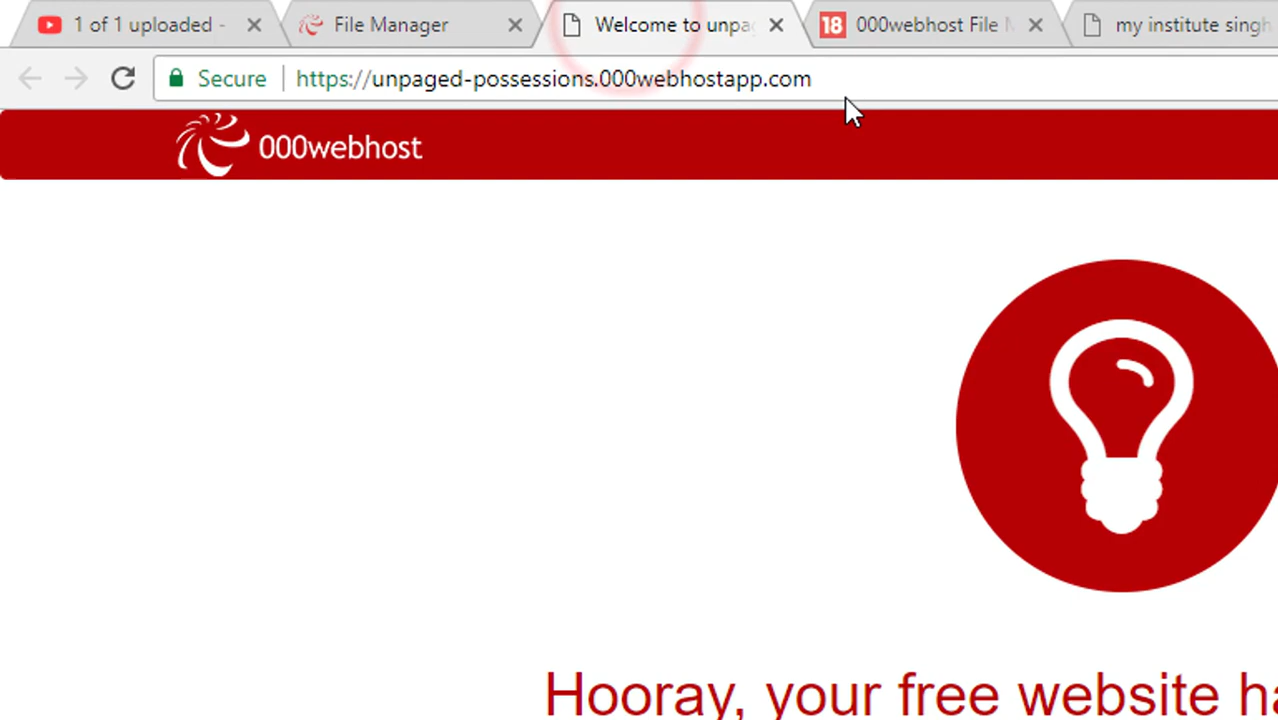 1 of 1 uploaded -
File Manager
Welcome to unpa
18
000webhost File
my institute singh
Secure
https://unpaged-possessions.000webhostapp.com
000webhost
Hooray, your free website ha